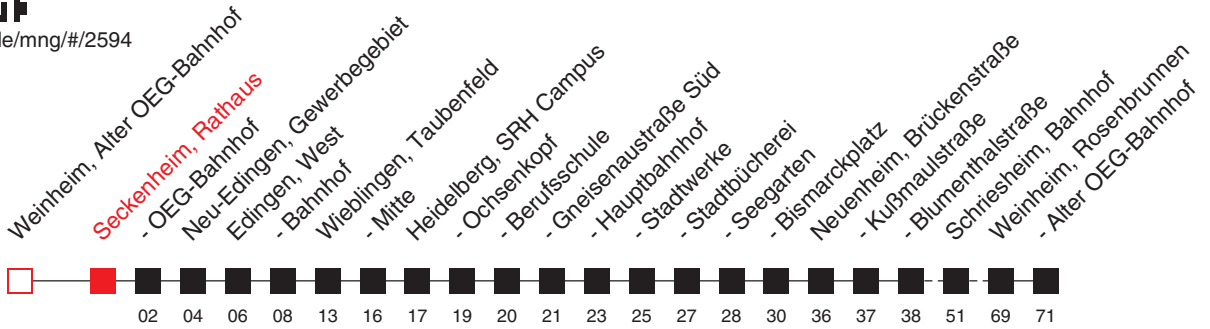 le/mng/#/2594
Weinheim, Alter OEG-Bahnhof
Seckenheim, Rathaus
- OEG-Bahnhof
Neu-Edingen, Gewerbegebiet
Edingen, West
- Bahnhof
Wieblingen, Taubenfeld
- Mitte
Heidelberg, SRH Campus
- Ochsenkopf
- Berufsschule
- Gneisenaustraße Süd
- Hauptbahnhof
- Stadtwerke
- Stadtbücherei
- Seegarten
- Bismarckplatz
Neuenheim, Brückenstraße
- Kußmaulstraße
- Blumenthalstraße
Schriesheim, Bahnhof
Weinheim, Rosenbrunnen
- Alter OEG-Bahnhof
02 04 06 08 13 16 17 19 20 21 23 25 27 28 30 36 37 38 51 69 71